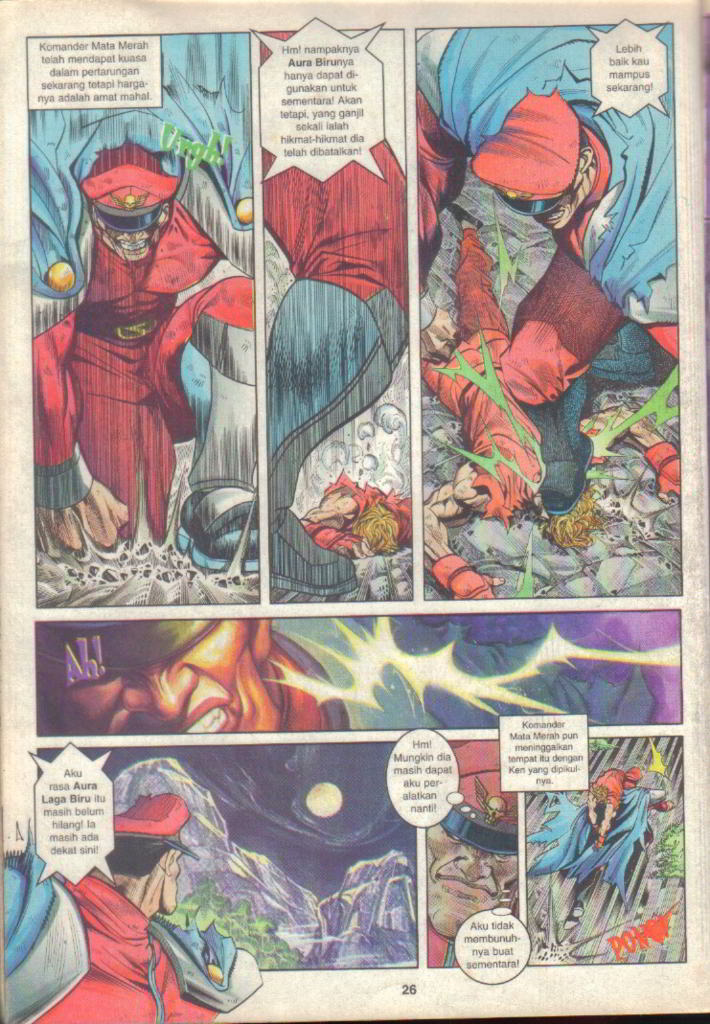 Komander Mata Merah
telah mendapat kuasa
dalam pertarungan
sekarang tetapi harga-
nya adalah amat mahal.
Urgh!
Hm! nampaknya
Aura Birunya
hanya dapat di-
gunakan untuk
sementara! Akan
tetapi, yang ganjil
sekali ialah
hikmat-hikmat dia
telah dibatalkan!
Lebih
baik kau
mampus
sekarang!
Ah!
Aku
rasa Aura
Laga Biru itu
masih belum
hilang! Ia
masih ada
dekat sini!
Hm!
Mungkin dia
masih dapat
aku per-
alatkan
nanti!
Aku tidak
membunuh-
nya buat
sementara!
Komander
Mata Merah pun
meninggalkan
tempat itu dengan
Ken yang dipikul-
nya.
26